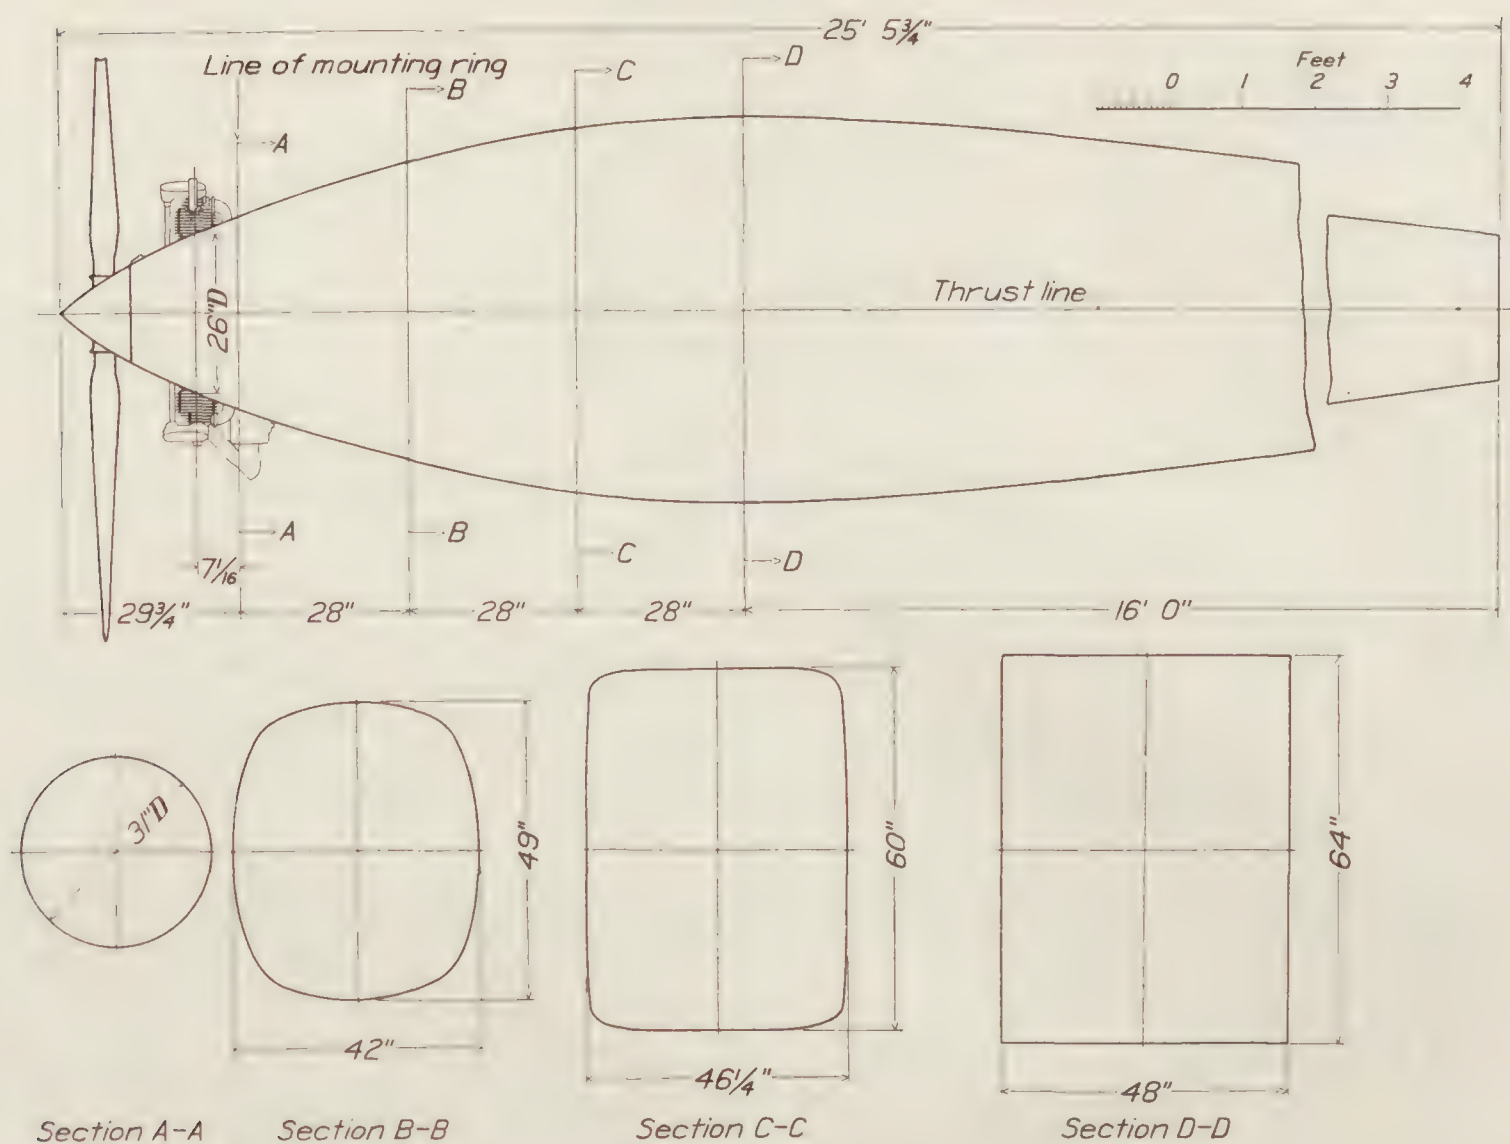 25' 5¾"
Line of mounting ring
Feet
0 1 2 3 4
A
B
C
D
26"D
Thrust line
A
B
C
D
7 1/16
29¾"
28"
28"
28"
16' 0"
31"D
49"
60"
64"
42"
46¼"
48"
Section A-A
Section B-B
Section C-C
Section D-D